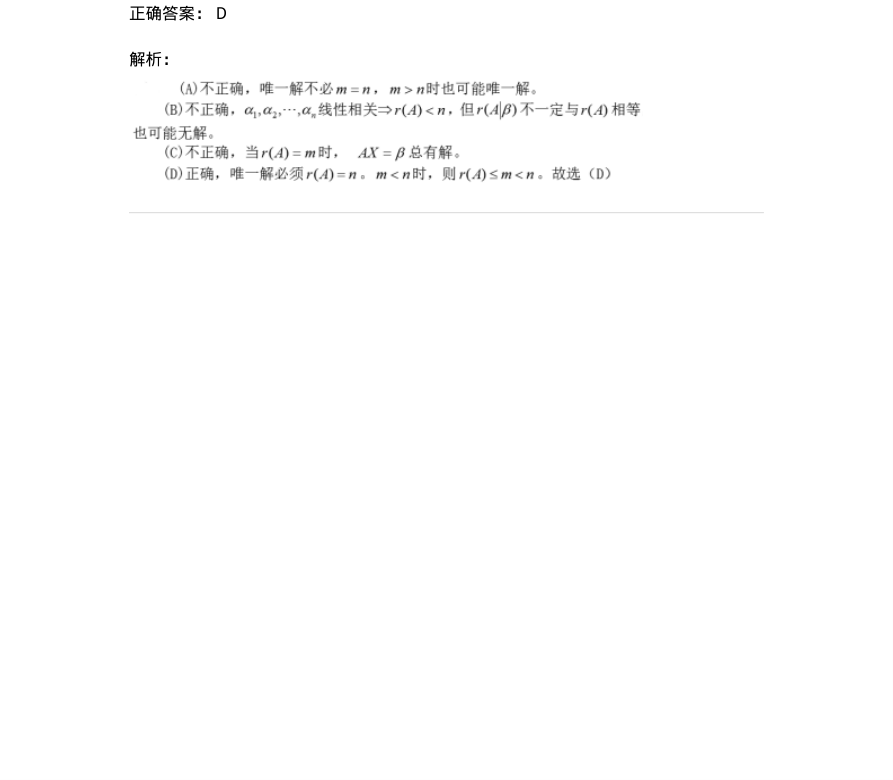 正确答案： D
解析：
(A)不正确，唯一解不必m = n，m > n时也可能唯一解。
(B)不正确，α₁,α₂,⋯,αₙ线性相关⇒r(A) < n，但r(A|β)不一定与r(A)相等
也可能无解。
(C)不正确，当r(A) = m时， AX = β总有解。
(D)正确，唯一解必须r(A) = n。m < n时，则r(A) ≤ m < n。故选（D）